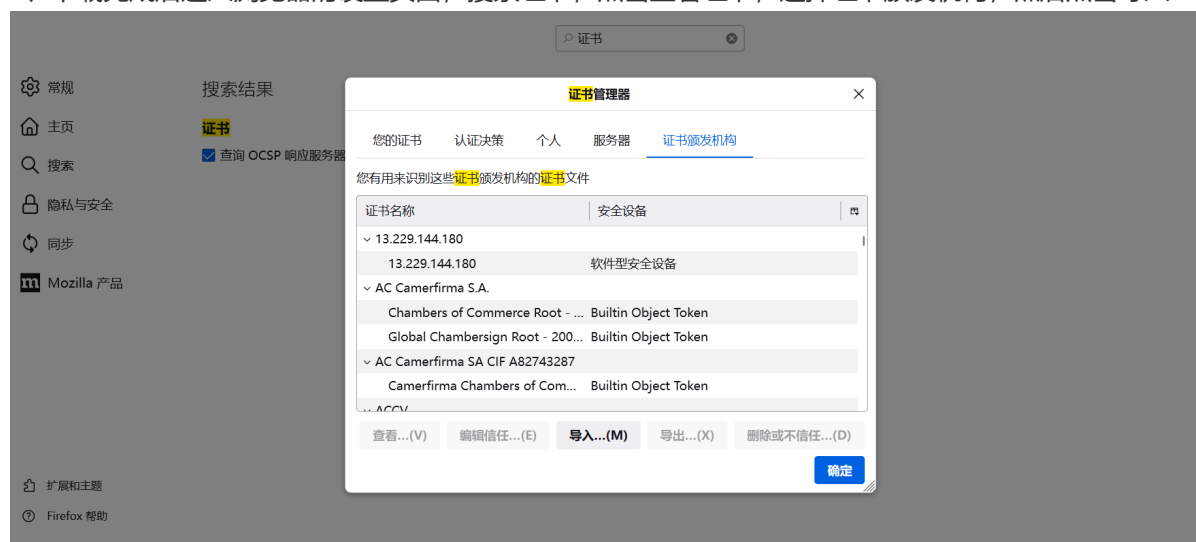 证书
常规
搜索结果
证书管理器
主页
证书
您的证书 认证决策 个人 服务器 证书颁发机构
搜索
查询 OCSP 响应服务器
您有用来识别这些证书颁发机构的证书文件
隐私与安全
证书名称 安全设备
同步
13.229.144.180
13.229.144.180 软件型安全设备
Mozilla 产品
AC Camerfirma S.A.
Chambers of Commerce Root - ... Builtin Object Token
Global Chambersign Root - 200... Builtin Object Token
AC Camerfirma SA CIF A82743287
Camerfirma Chambers of Com... Builtin Object Token
ACCV
查看...(V) 编辑信任...(E) 导入...(M) 导出...(X) 删除或不信任...(D)
确定
扩展和主题
Firefox 帮助